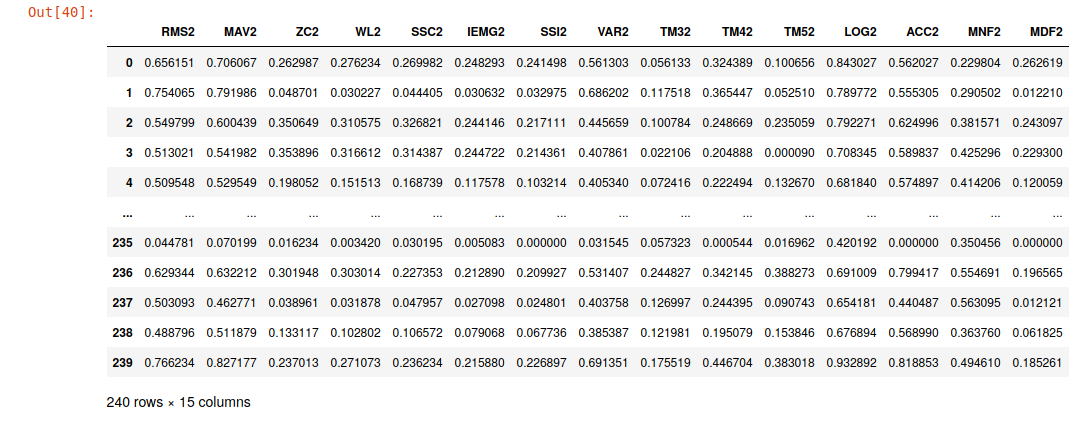 Out[40]:
RMS2 MAV2 ZC2 WL2 SSC2 IEMG2 SSI2 VAR2 TM32 TM42 TM52 LOG2 ACC2 MNF2 MDF2
0 0.656151 0.706067 0.262987 0.276234 0.269982 0.248293 0.241498 0.561303 0.056133 0.324389 0.100656 0.843027 0.562027 0.229804 0.262619
1 0.754065 0.791986 0.048701 0.030227 0.044405 0.030632 0.032975 0.686202 0.117518 0.365447 0.052510 0.789772 0.555305 0.290502 0.012210
2 0.549799 0.600439 0.350649 0.310575 0.326821 0.244146 0.217111 0.445659 0.100784 0.248669 0.235059 0.792271 0.624996 0.381571 0.243097
3 0.513021 0.541982 0.353896 0.316612 0.314387 0.244722 0.214361 0.407861 0.022106 0.204888 0.000090 0.708345 0.589837 0.425296 0.229300
4 0.509548 0.529549 0.198052 0.151513 0.168739 0.117578 0.103214 0.405340 0.072416 0.222494 0.132670 0.681840 0.574897 0.414206 0.120059
... ... ... ... ... ... ... ... ... ... ... ... ... ... ... ...
235 0.044781 0.070199 0.016234 0.003420 0.030195 0.005083 0.000000 0.031545 0.057323 0.000544 0.016962 0.420192 0.000000 0.350456 0.000000
236 0.629344 0.632212 0.301948 0.303014 0.227353 0.212890 0.209927 0.531407 0.244827 0.342145 0.388273 0.691009 0.799417 0.554691 0.196565
237 0.503093 0.462771 0.038961 0.031878 0.047957 0.027098 0.024801 0.403758 0.126997 0.244395 0.090743 0.654181 0.440487 0.563095 0.012121
238 0.488796 0.511879 0.133117 0.102802 0.106572 0.079068 0.067736 0.385387 0.121981 0.195079 0.153846 0.676894 0.568990 0.363760 0.061825
239 0.766234 0.827177 0.237013 0.271073 0.236234 0.215880 0.226897 0.691351 0.175519 0.446704 0.383018 0.932892 0.818853 0.494610 0.185261
240 rows × 15 columns